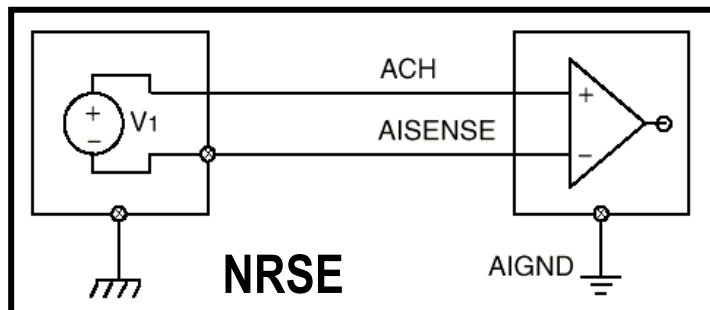 ACH
+
V1
AISENSE
+
−
−
NRSE
AIGND